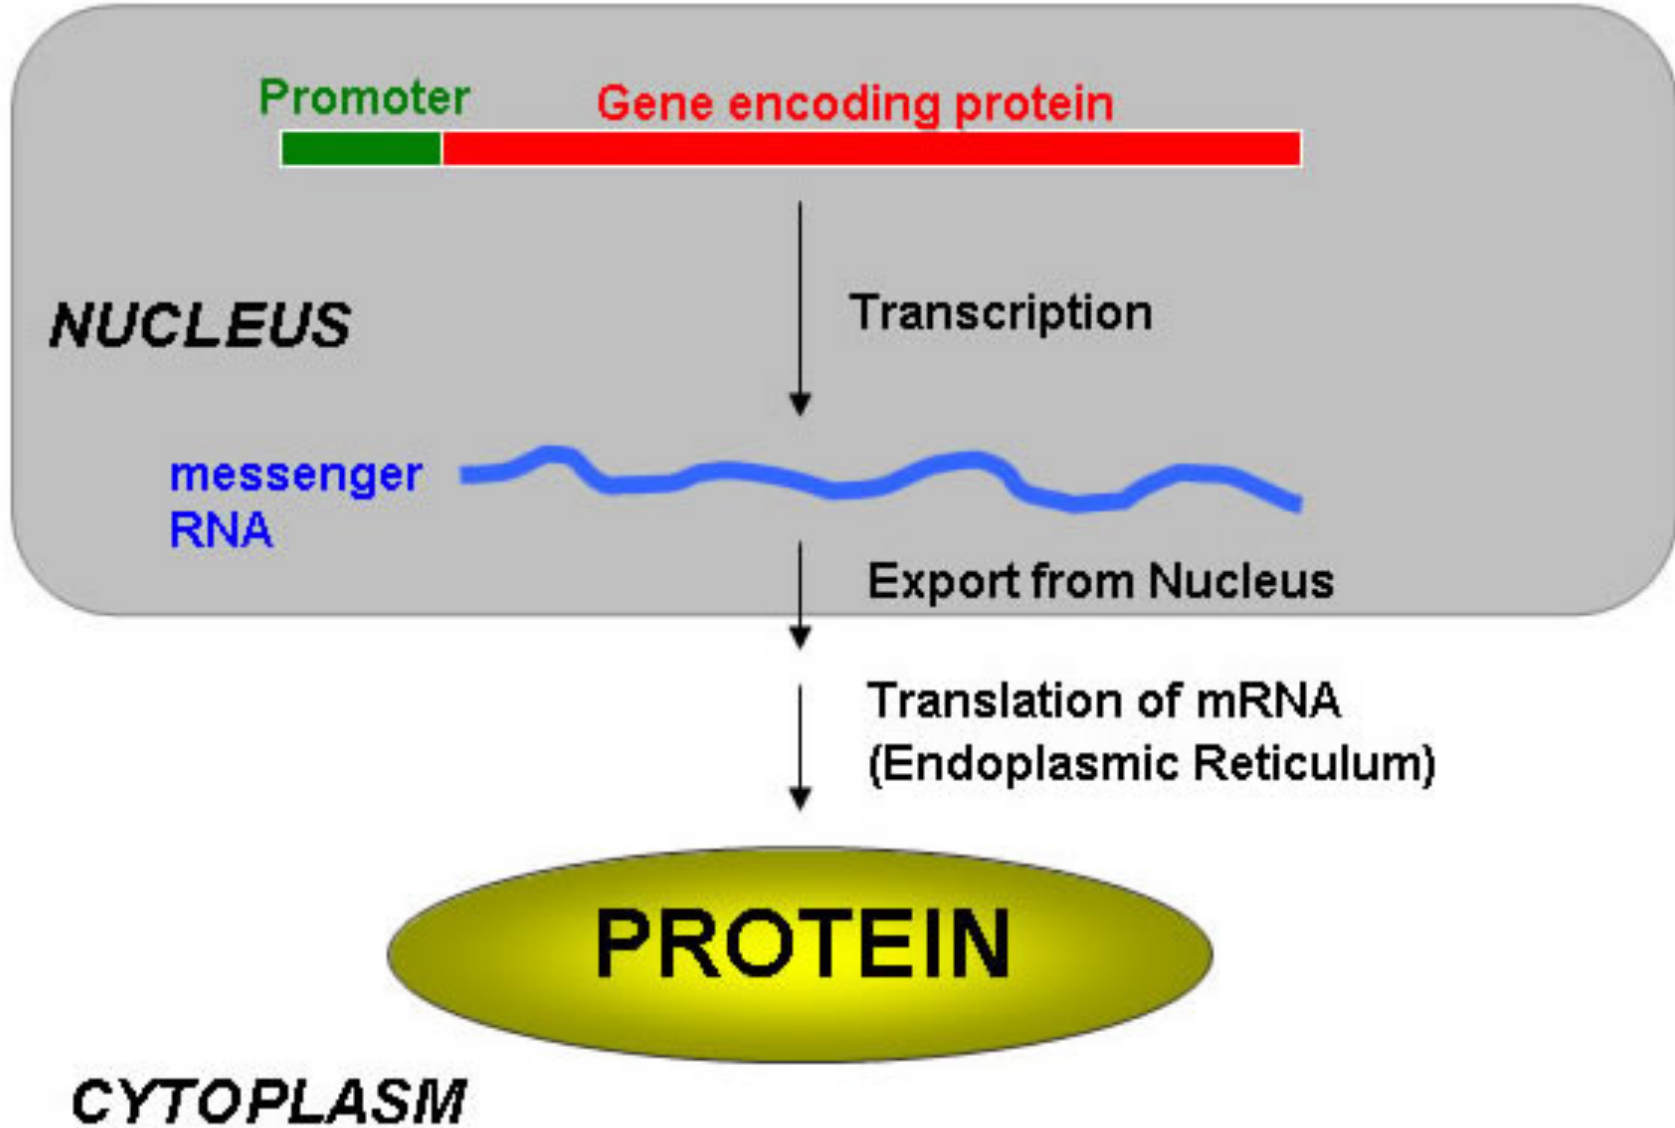 Promoter
Gene encoding protein
Transcription
NUCLEUS
messenger
RNA
Export from Nucleus
Translation of mRNA
(Endoplasmic Reticulum)
PROTEIN
CYTOPLASM